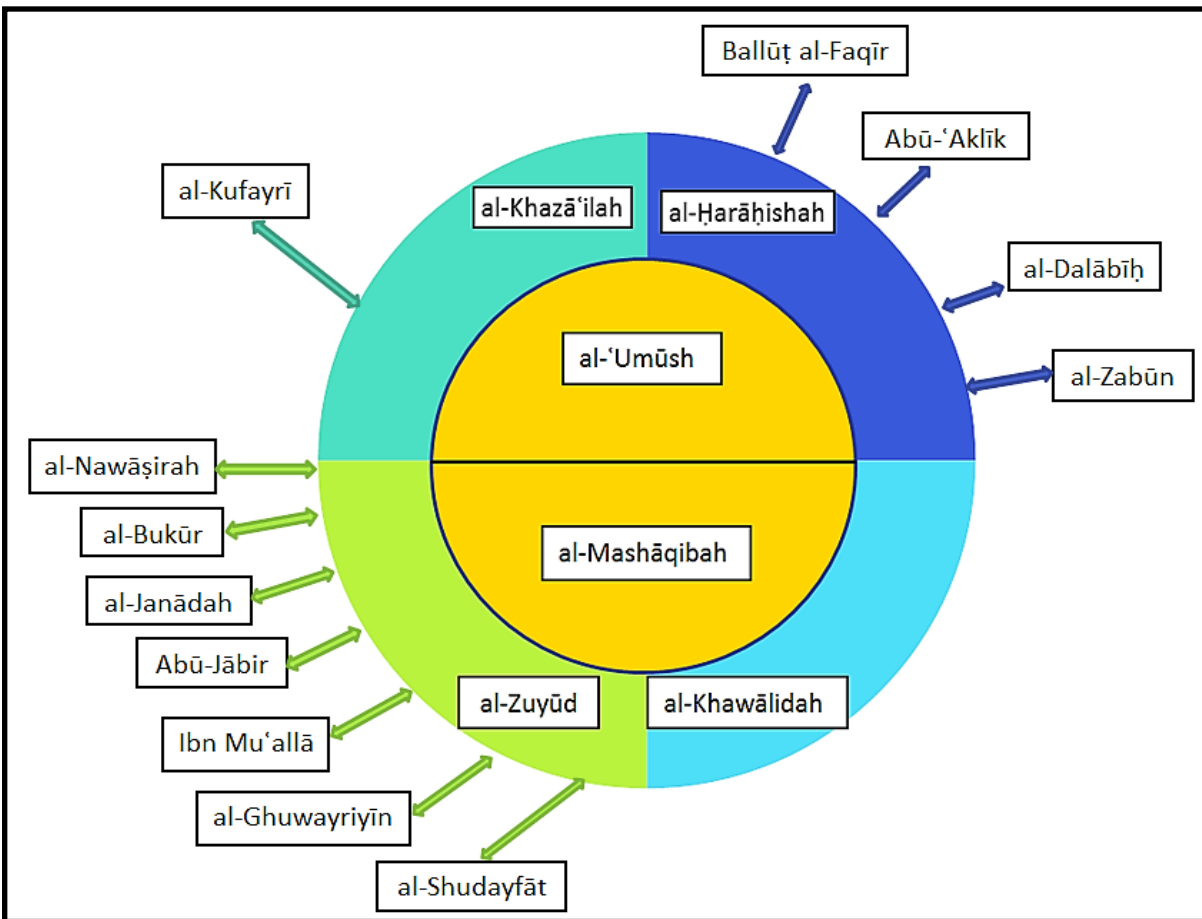 Ballūṭ al-Faqīr
Abū-ʿAklīk
al-Kufayrī
al-Khazāʿilah
al-Ḥarāḥishah
al-Dalābīḥ
al-ʿUmūsh
al-Zabūn
al-Nawāṣirah
al-Bukūr
al-Mashāqibah
al-Janādah
Abū-Jābir
al-Zuyūd
al-Khawālidah
Ibn Muʿallā
al-Ghuwayriyīn
al-Shudayfāt